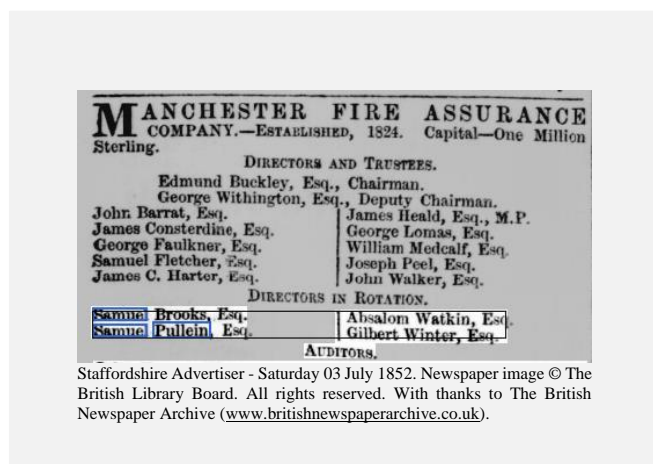 MANCHESTER FIRE ASSURANCE
COMPANY.—ESTABLISHED, 1824. Capital—One Million
Sterling.
DIRECTORS AND TRUSTEES.
Edmund Buckley, Esq., Chairman.
George Withington, Esq., Deputy Chairman.
John Barrat, Esq.
James Consterdine, Esq.
George Faulkner, Esq.
Samuel Fletcher, Esq.
James C. Harter, Esq.
James Heald, Esq., M.P.
George Lomas, Esq.
William Medcalf, Esq.
Joseph Peel, Esq.
John Walker, Esq.
DIRECTORS IN ROTATION.
Samuel Brooks, Esq.
Samuel Pullein, Esq.
Absalom Watkin, Esq.
Gilbert Winter, Esq.
AUDITORS.
Staffordshire Advertiser - Saturday 03 July 1852. Newspaper image © The
British Library Board. All rights reserved. With thanks to The British
Newspaper Archive (www.britishnewspaperarchive.co.uk).